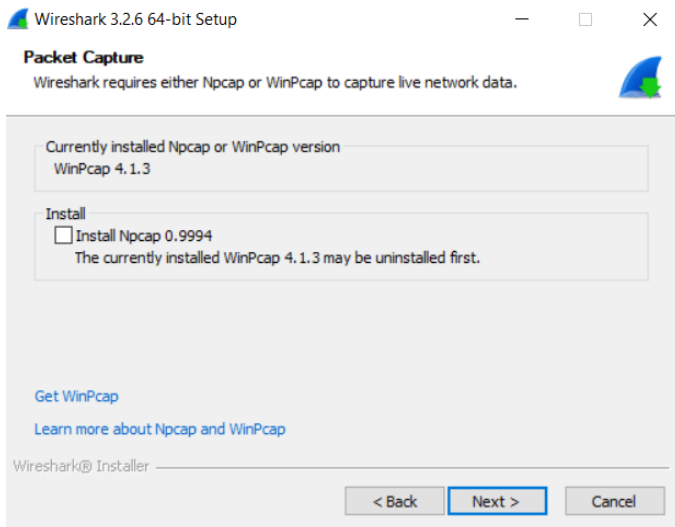 Wireshark 3.2.6 64-bit Setup
Packet Capture
Wireshark requires either Npcap or WinPcap to capture live network data.
Currently installed Npcap or WinPcap version
WinPcap 4.1.3
Install
Install Npcap 0.9994
The currently installed WinPcap 4.1.3 may be uninstalled first.
Get WinPcap
Learn more about Npcap and WinPcap
Wireshark® Installer
< Back Next > Cancel